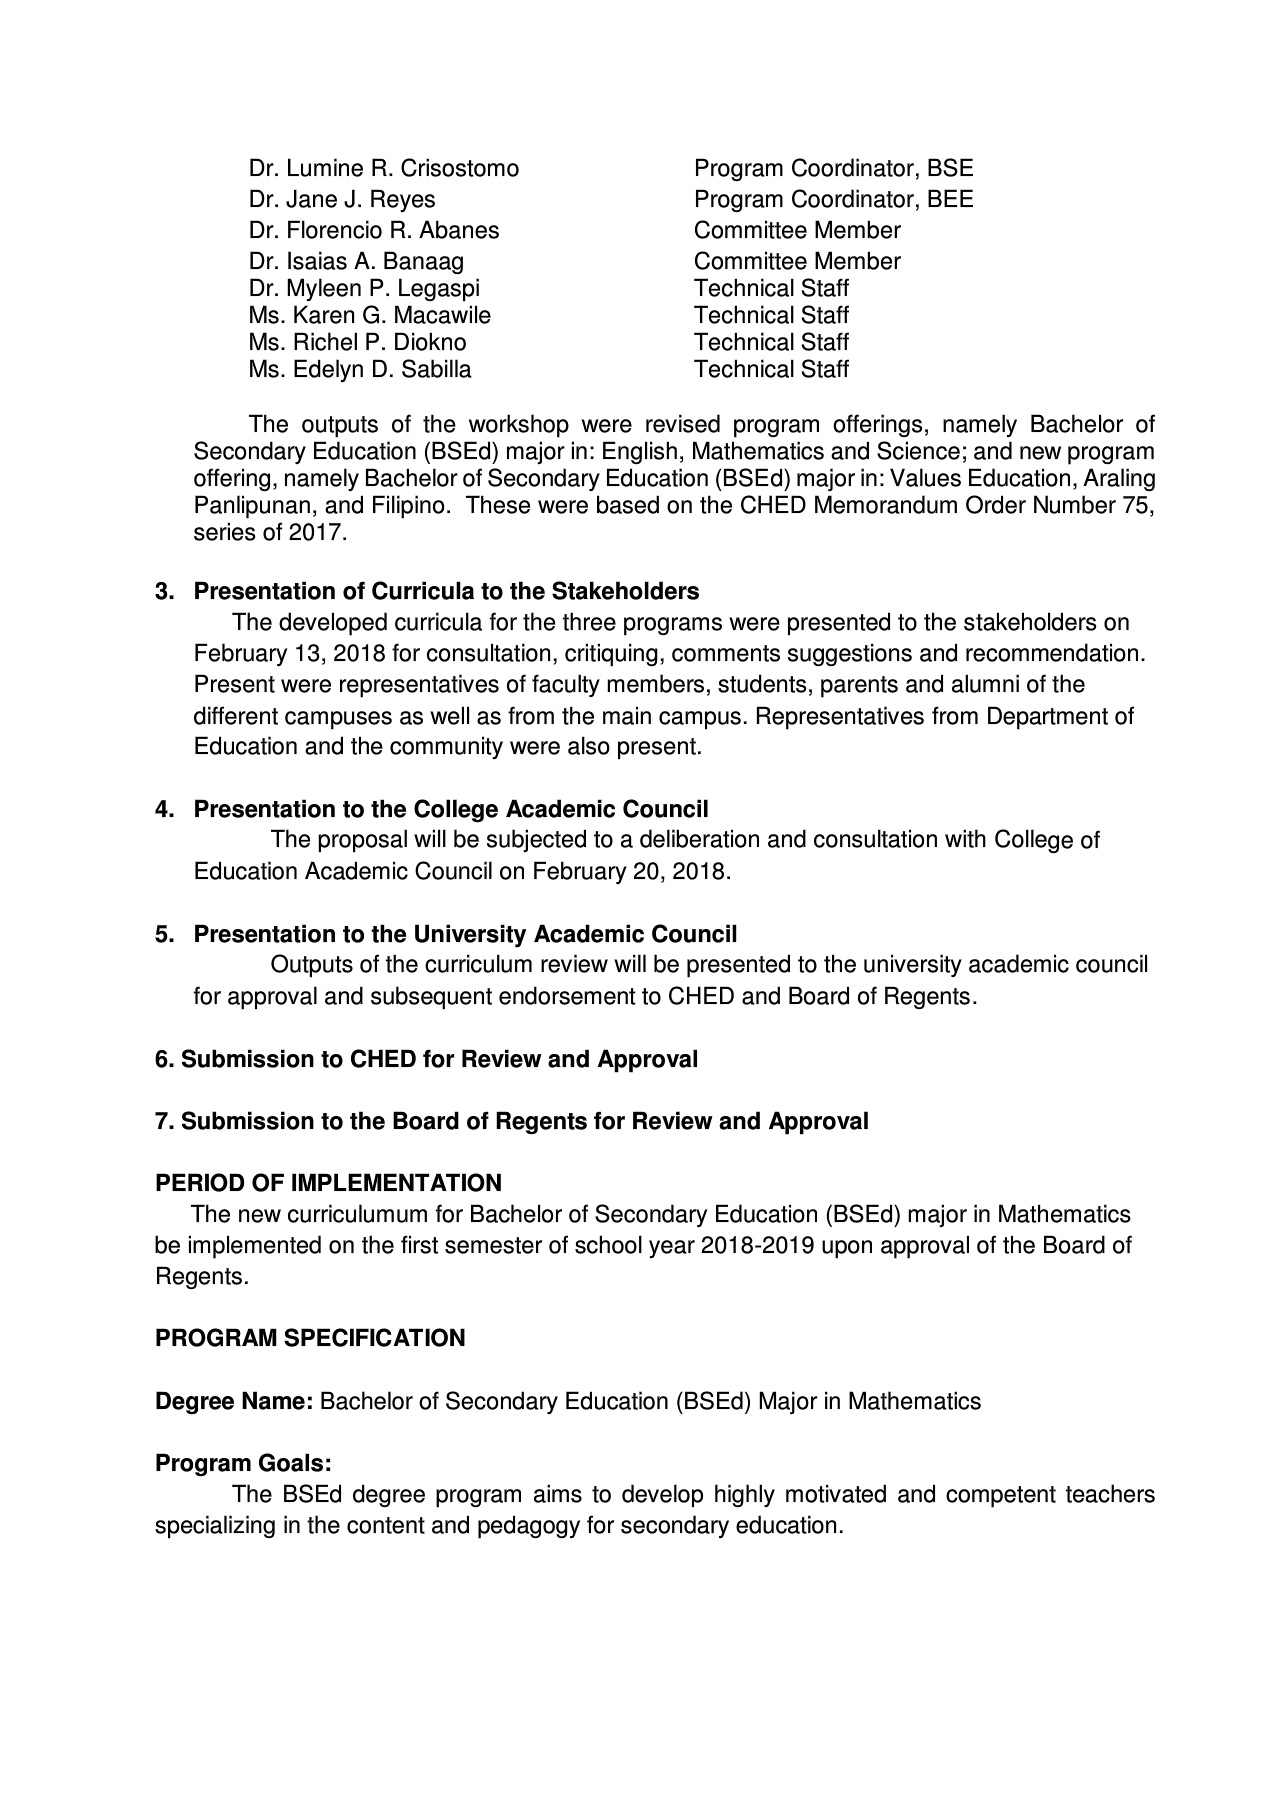 Dr. Lumine R. Crisostomo Program Coordinator, BSE
Dr. Jane J. Reyes Program Coordinator, BEE
Dr. Florencio R. Abanes Committee Member
Dr. Isaias A. Banaag Committee Member
Dr. Myleen P. Legaspi Technical Staff
Ms. Karen G. Macawile Technical Staff
Ms. Richel P. Diokno Technical Staff
Ms. Edelyn D. Sabilla Technical Staff
The outputs of the workshop were revised program offerings, namely Bachelor of
Secondary Education (BSEd) major in: English, Mathematics and Science; and new program
offering, namely Bachelor of Secondary Education (BSEd) major in: Values Education, Araling
Panlipunan, and Filipino. These were based on the CHED Memorandum Order Number 75,
series of 2017.
3. Presentation of Curricula to the Stakeholders
The developed curricula for the three programs were presented to the stakeholders on
February 13, 2018 for consultation, critiquing, comments suggestions and recommendation.
Present were representatives of faculty members, students, parents and alumni of the
different campuses as well as from the main campus. Representatives from Department of
Education and the community were also present.
4. Presentation to the College Academic Council
The proposal will be subjected to a deliberation and consultation with College of
Education Academic Council on February 20, 2018.
5. Presentation to the University Academic Council
Outputs of the curriculum review will be presented to the university academic council
for approval and subsequent endorsement to CHED and Board of Regents.
6. Submission to CHED for Review and Approval
7. Submission to the Board of Regents for Review and Approval
PERIOD OF IMPLEMENTATION
The new curriculumum for Bachelor of Secondary Education (BSEd) major in Mathematics
be implemented on the first semester of school year 2018-2019 upon approval of the Board of
Regents.
PROGRAM SPECIFICATION
Degree Name: Bachelor of Secondary Education (BSEd) Major in Mathematics
Program Goals:
The BSEd degree program aims to develop highly motivated and competent teachers
specializing in the content and pedagogy for secondary education.